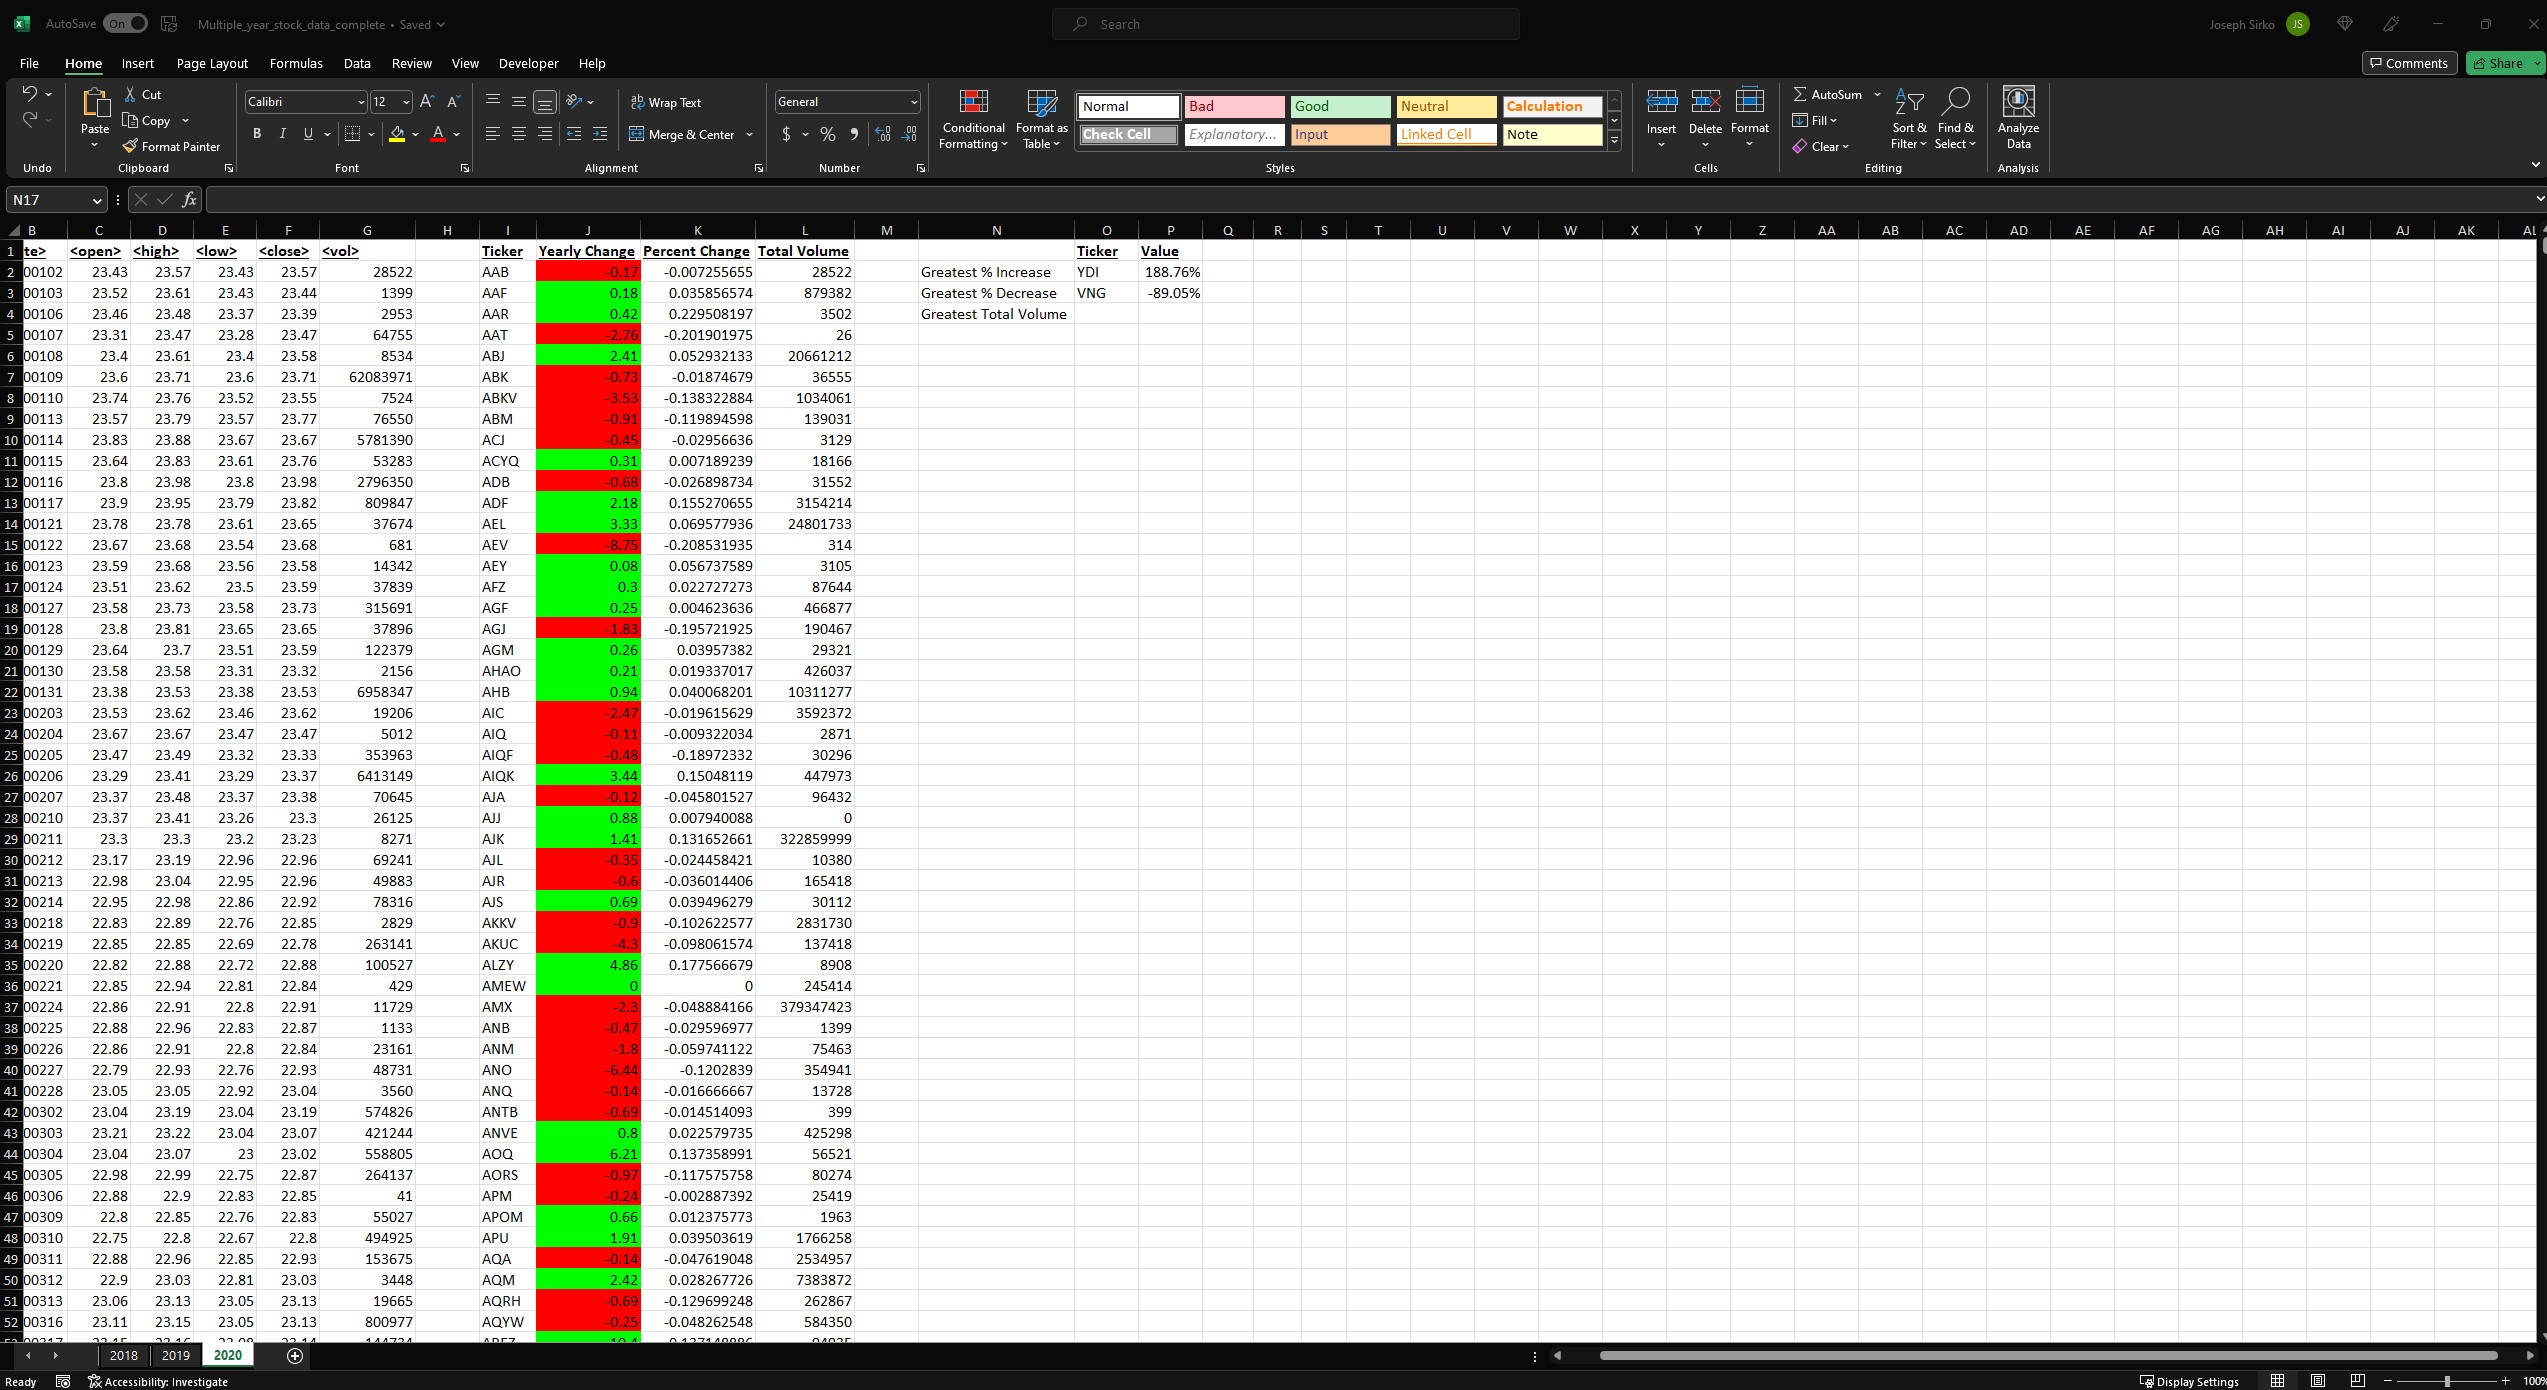 AutoSave On Multiple_year_stock_data_complete • Saved Search Joseph Sirko JS
File Home Insert Page Layout Formulas Data Review View Developer Help Comments Share
Cut Calibri 12 Wrap Text General Normal Bad Good Neutral Calculation AutoSum
Paste Copy Conditional Formatting Format as Table Insert Delete Format Fill Sort & Filter Find & Select Analyze Data
Format Painter B I U Merge & Center $ % Check Cell Explanatory... Input Linked Cell Note Clear
Undo Clipboard Font Alignment Number Styles Cells Editing Analysis
N17 fx
B C D E F G H I J K L M N O P Q R S T U V W X Y Z AA AB AC AD AE AF AG AH AI AJ AK AL
1 te> <open> <high> <low> <close> <vol> Ticker Yearly Change Percent Change Total Volume Ticker Value
2 00102 23.43 23.57 23.43 23.57 28522 AAB -0.17 -0.007255655 28522 Greatest % Increase YDI 188.76%
3 00103 23.52 23.61 23.43 23.44 1399 AAF 0.18 0.035856574 879382 Greatest % Decrease VNG -89.05%
4 00106 23.46 23.48 23.37 23.39 2953 AAR 0.42 0.229508197 3502 Greatest Total Volume
5 00107 23.31 23.47 23.28 23.47 64755 AAT -2.76 -0.201901975 26
6 00108 23.4 23.61 23.4 23.58 8534 ABJ 2.41 0.052932133 20661212
7 00109 23.6 23.71 23.6 23.71 62083971 ABK -0.73 -0.01874679 36555
8 00110 23.74 23.76 23.52 23.55 7524 ABKV -3.53 -0.138322884 1034061
9 00113 23.57 23.79 23.57 23.77 76550 ABM -0.91 -0.119894598 139031
10 00114 23.83 23.88 23.67 23.67 5781390 ACJ -0.45 -0.02956636 3129
11 00115 23.64 23.83 23.61 23.76 53283 ACYQ 0.31 0.007189239 18166
12 00116 23.8 23.98 23.8 23.98 2796350 ADB -0.68 -0.026898734 31552
13 00117 23.9 23.95 23.79 23.82 809847 ADF 2.18 0.155270655 3154214
14 00121 23.78 23.78 23.61 23.65 37674 AEL 3.33 0.069577936 24801733
15 00122 23.67 23.68 23.54 23.68 681 AEV -8.75 -0.208531935 314
16 00123 23.59 23.68 23.56 23.58 14342 AEY 0.08 0.056737589 3105
17 00124 23.51 23.62 23.5 23.59 37839 AFZ 0.3 0.022727273 87644
18 00127 23.58 23.73 23.58 23.73 315691 AGF 0.25 0.004623636 466877
19 00128 23.8 23.81 23.65 23.65 37896 AGJ -1.83 -0.195721925 190467
20 00129 23.64 23.7 23.51 23.59 122379 AGM 0.26 0.03957382 29321
21 00130 23.58 23.58 23.31 23.32 2156 AHAO 0.21 0.019337017 426037
22 00131 23.38 23.53 23.38 23.53 6958347 AHB 0.94 0.040068201 10311277
23 00203 23.53 23.62 23.46 23.62 19206 AIC -2.47 -0.019615629 3592372
24 00204 23.67 23.67 23.47 23.47 5012 AIQ -0.11 -0.009322034 2871
25 00205 23.47 23.49 23.32 23.33 353963 AIQF -0.48 -0.18972332 30296
26 00206 23.29 23.41 23.29 23.37 6413149 AIQK 3.44 0.15048119 447973
27 00207 23.37 23.48 23.37 23.38 70645 AJA -0.12 -0.045801527 96432
28 00210 23.37 23.41 23.26 23.3 26125 AJJ 0.88 0.007940088 0
29 00211 23.3 23.3 23.2 23.23 8271 AJK 1.41 0.131652661 322859999
30 00212 23.17 23.19 22.96 22.96 69241 AJL -0.35 -0.024458421 10380
31 00213 22.98 23.04 22.95 22.96 49883 AJR -0.6 -0.036014406 165418
32 00214 22.95 22.98 22.86 22.92 78316 AJS 0.69 0.039496279 30112
33 00218 22.83 22.89 22.76 22.85 2829 AKKV -0.9 -0.102622577 2831730
34 00219 22.85 22.85 22.69 22.78 263141 AKUC -4.3 -0.098061574 137418
35 00220 22.82 22.88 22.72 22.88 100527 ALZY 4.86 0.177566679 8908
36 00221 22.85 22.94 22.81 22.84 429 AMEW 0 0 245414
37 00224 22.86 22.91 22.8 22.91 11729 AMX -2.3 -0.048884166 379347423
38 00225 22.88 22.96 22.83 22.87 1133 ANB -0.47 -0.029596977 1399
39 00226 22.86 22.91 22.8 22.84 23161 ANM -1.8 -0.059741122 75463
40 00227 22.79 22.93 22.76 22.93 48731 ANO -6.44 -0.1202839 354941
41 00228 23.05 23.05 22.92 23.04 3560 ANQ -0.14 -0.016666667 13728
42 00302 23.04 23.19 23.04 23.19 574826 ANTB -0.69 -0.014514093 399
43 00303 23.21 23.22 23.04 23.07 421244 ANVE 0.8 0.022579735 425298
44 00304 23.04 23.07 23 23.02 558805 AOQ 6.21 0.137358991 56521
45 00305 22.98 22.99 22.75 22.87 264137 AORS -0.97 -0.117575758 80274
46 00306 22.88 22.9 22.83 22.85 41 APM -0.24 -0.002887392 25419
47 00309 22.8 22.85 22.76 22.83 55027 APOM 0.66 0.012375773 1963
48 00310 22.75 22.8 22.67 22.8 494925 APU 1.91 0.039503619 1766258
49 00311 22.88 22.96 22.85 22.93 153675 AQA -0.14 -0.047619048 2534957
50 00312 22.9 23.03 22.81 23.03 3448 AQM 2.42 0.028267726 7383872
51 00313 23.06 23.13 23.05 23.13 19665 AQRH -0.69 -0.129699248 262867
52 00316 23.11 23.15 23.05 23.13 800977 AQYW -0.25 -0.048262548 584350
2018 2019 2020
Ready Accessibility: Investigate Display Settings 100%